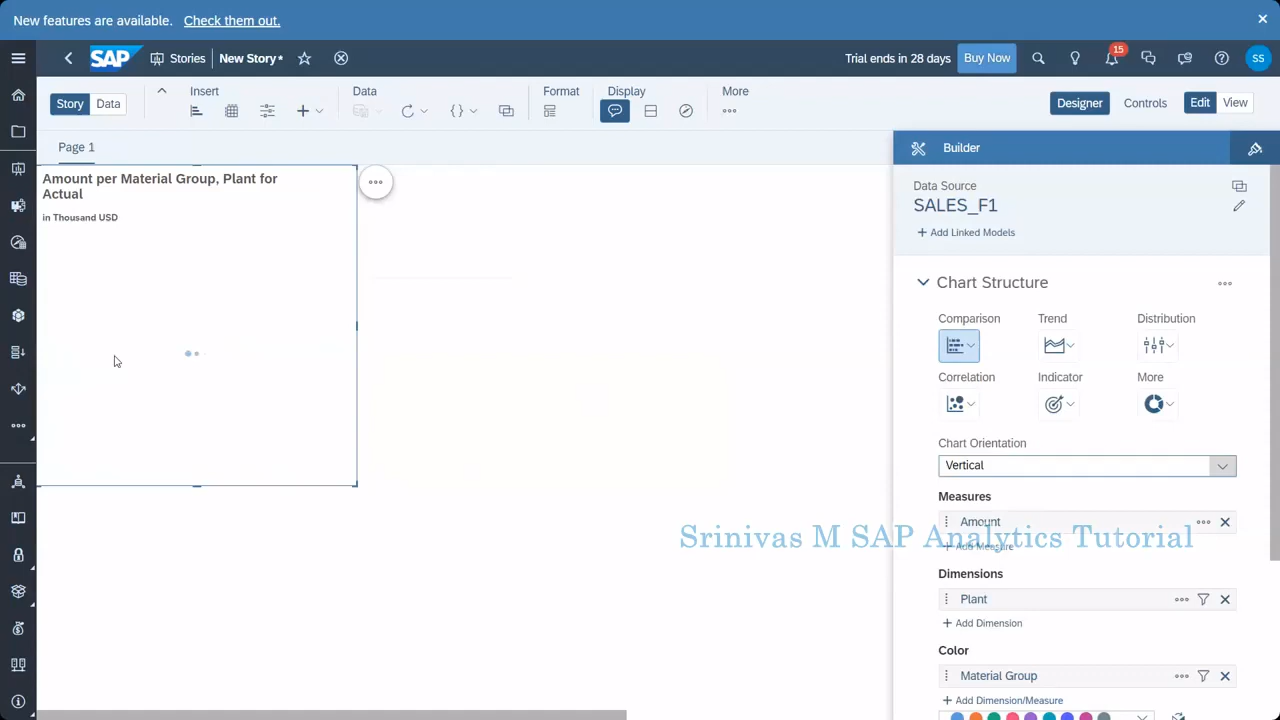 New features are available. Check them out.
SAP Stories New Story* Trial ends in 28 days Buy Now 15 SS
Story Data Insert Data Format Display More Designer Controls Edit View
Page 1
Builder
Amount per Material Group, Plant for
Actual
in Thousand USD
Data Source
SALES_F1
+ Add Linked Models
Chart Structure
Comparison Trend Distribution
Correlation Indicator More
Chart Orientation
Vertical
Measures
Amount
+ Add Measure
Srinivas M SAP Analytics Tutorial
Dimensions
Plant
+ Add Dimension
Color
Material Group
+ Add Dimension/Measure